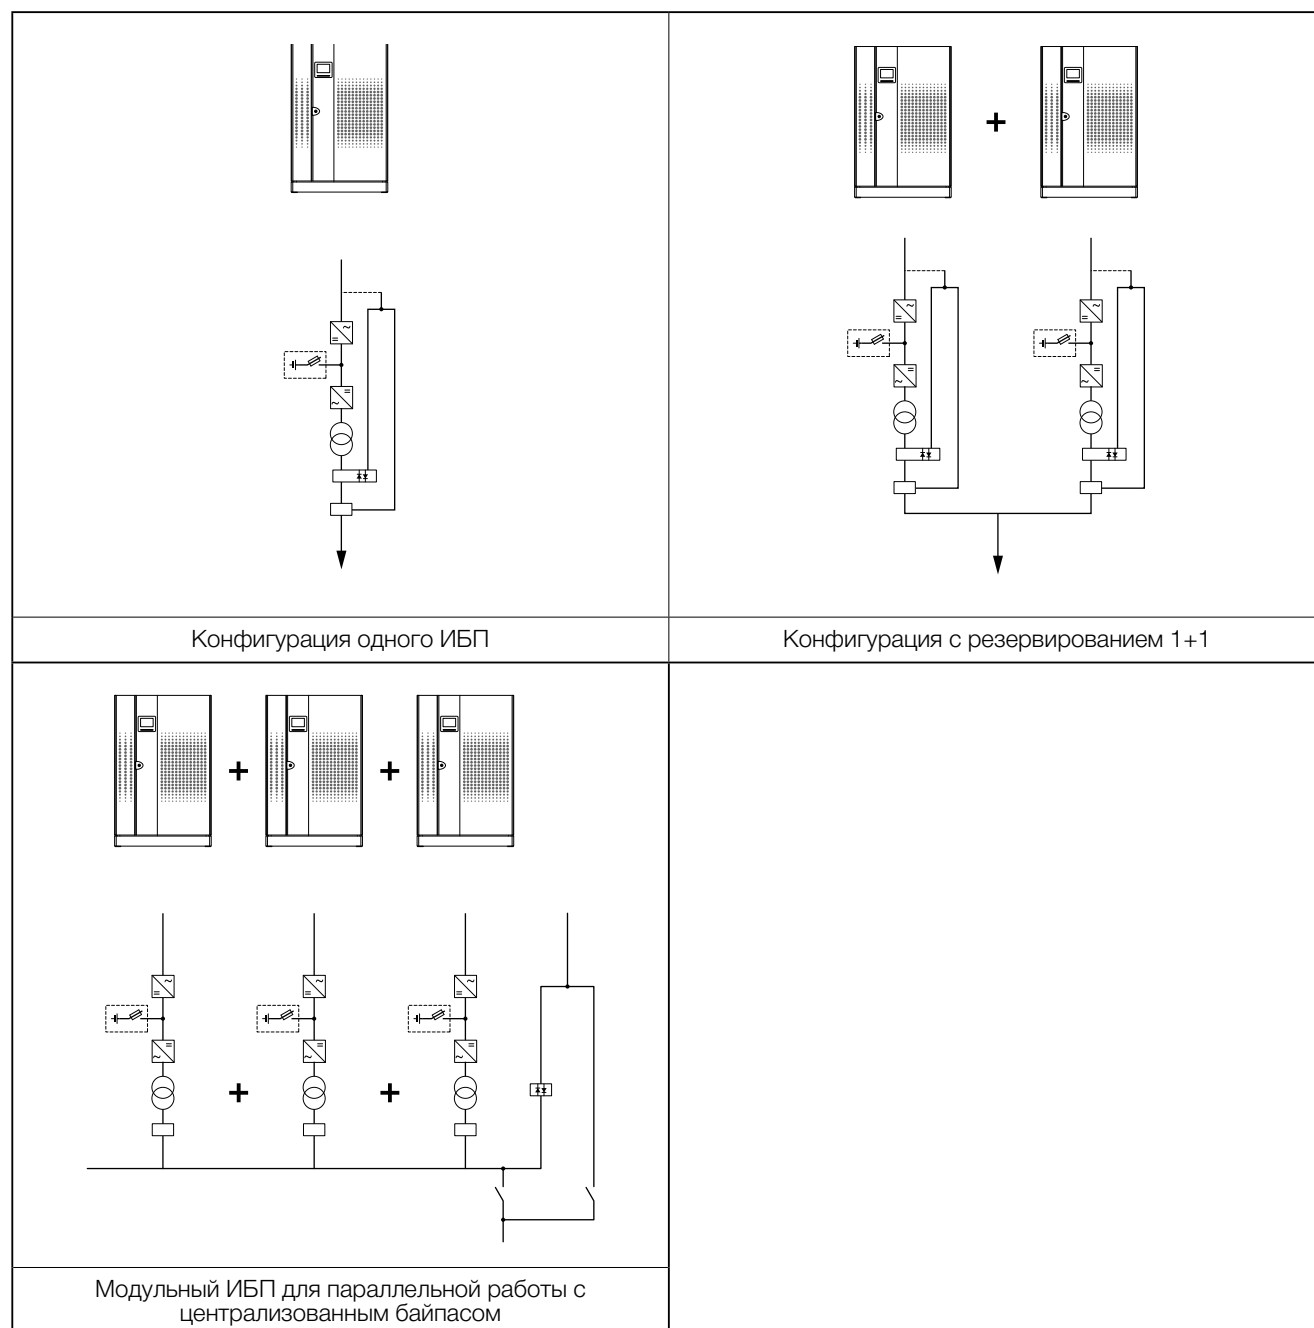 Конфигурация одного ИБП
Конфигурация с резервированием 1+1
Модульный ИБП для параллельной работы с
централизованным байпасом